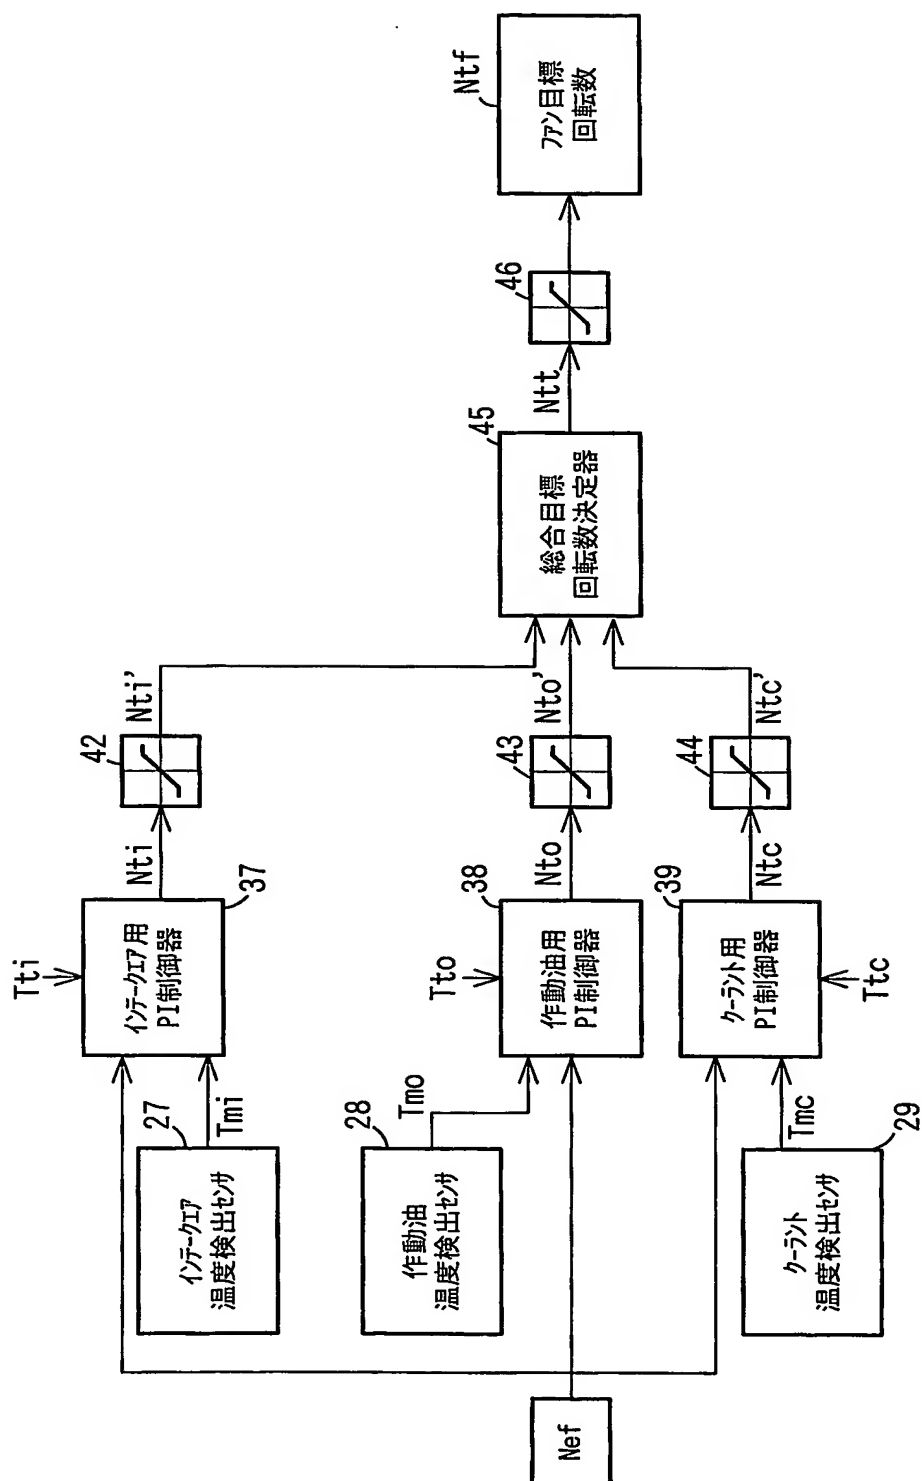 Nef
インテークエア
温度検出センサ
27
Tmi
Tti
インテークエア用
PI制御器
37
Nti
42
Nti'
作動油
温度検出センサ
28
Tmo
Tto
作動油用
PI制御器
38
Nto
43
Nto'
クーラント
温度検出センサ
29
Tmc
Ttc
クーラント用
PI制御器
39
Ntc
44
Ntc'
総合目標
回転数決定器
45
Ntt
46
ファン目標
回転数
Ntf